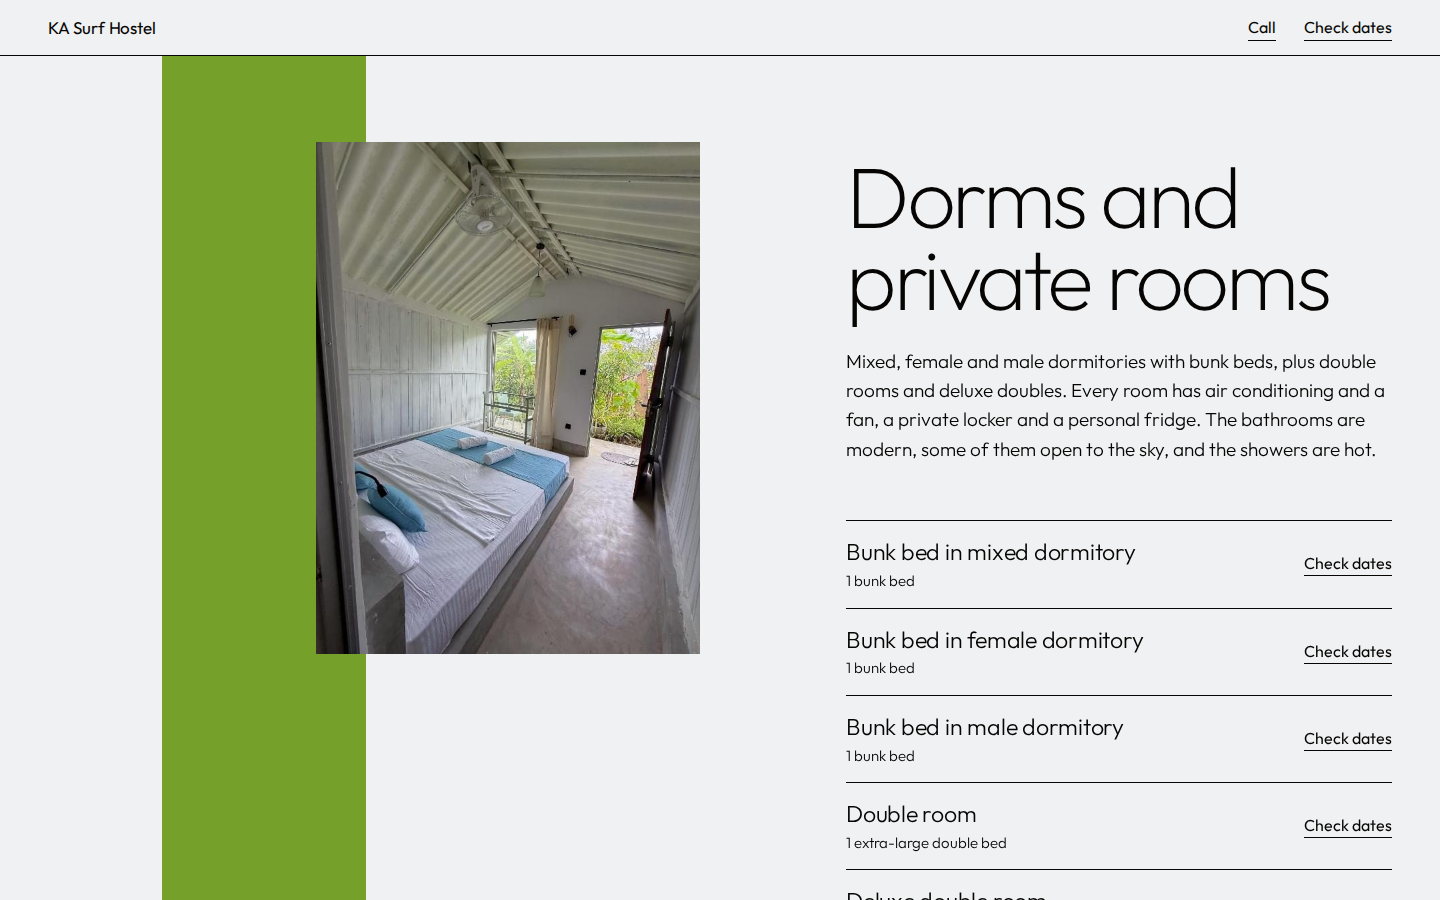 KA Surf Hostel
Call
Check dates
Dorms and
private rooms
Mixed, female and male dormitories with bunk beds, plus double
rooms and deluxe doubles. Every room has air conditioning and a
fan, a private locker and a personal fridge. The bathrooms are
modern, some of them open to the sky, and the showers are hot.
Bunk bed in mixed dormitory
1 bunk bed
Check dates
Bunk bed in female dormitory
1 bunk bed
Check dates
Bunk bed in male dormitory
1 bunk bed
Check dates
Double room
1 extra-large double bed
Check dates
Deluxe double room